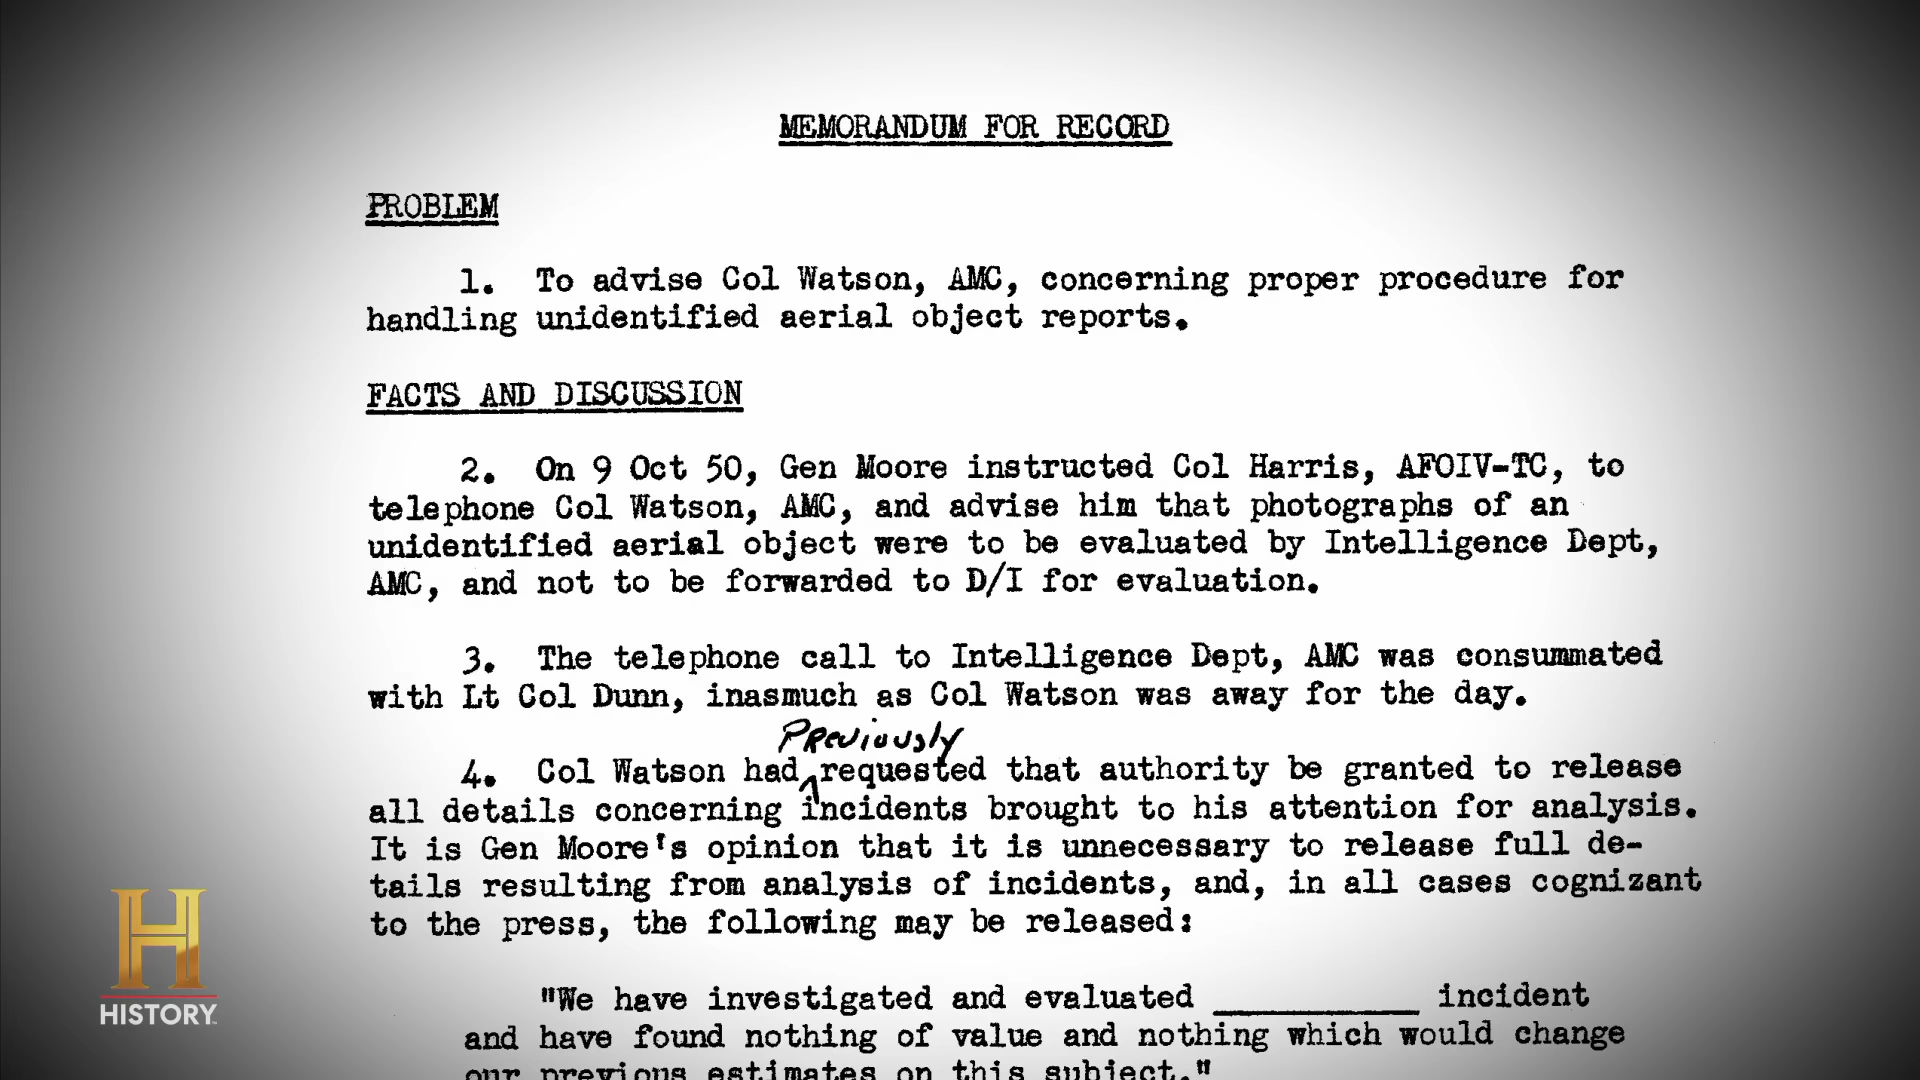 MEMORANDUM FOR RECORD
PROBLEM
1. To advise Col Watson, AMC, concerning proper procedure for
handling unidentified aerial object reports.
FACTS AND DISCUSSION
2. On 9 Oct 50, Gen Moore instructed Col Harris, AFOIV-TC, to
telephone Col Watson, AMC, and advise him that photographs of an
unidentified aerial object were to be evaluated by Intelligence Dept,
AMC, and not to be forwarded to D/I for evaluation.
3. The telephone call to Intelligence Dept, AMC was consummated
with Lt Col Dunn, inasmuch as Col Watson was away for the day.
Previously
4. Col Watson had requested that authority be granted to release
all details concerning incidents brought to his attention for analysis.
It is Gen Moore's opinion that it is unnecessary to release full de-
tails resulting from analysis of incidents, and, in all cases cognizant
to the press, the following may be released:
"We have investigated and evaluated ___________ incident
and have found nothing of value and nothing which would change
our previous estimates on this subject."
HISTORY